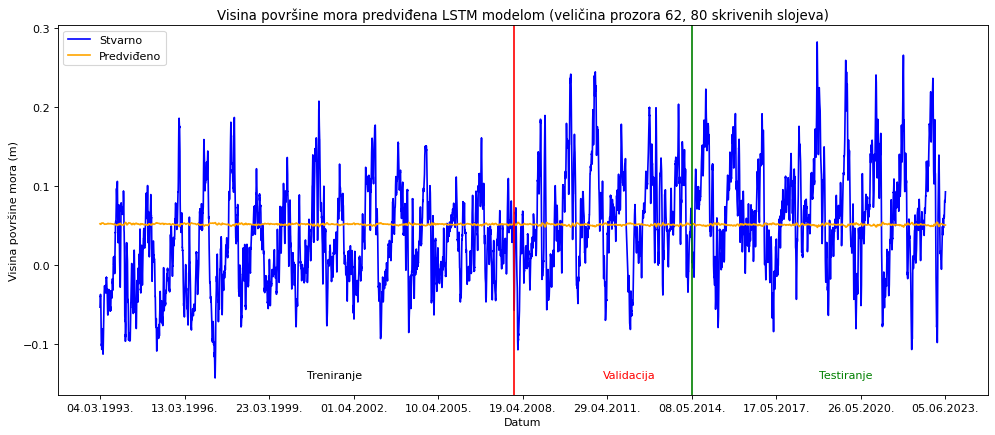 Visina površine mora predviđena LSTM modelom (veličina prozora 62, 80 skrivenih slojeva)
Stvarno
Predviđeno
Visina površine mora (m)
0.3
0.2
0.1
0.0
−0.1
Treniranje
Validacija
Testiranje
04.03.1993.
13.03.1996.
23.03.1999.
01.04.2002.
10.04.2005.
19.04.2008.
29.04.2011.
08.05.2014.
17.05.2017.
26.05.2020.
05.06.2023.
Datum